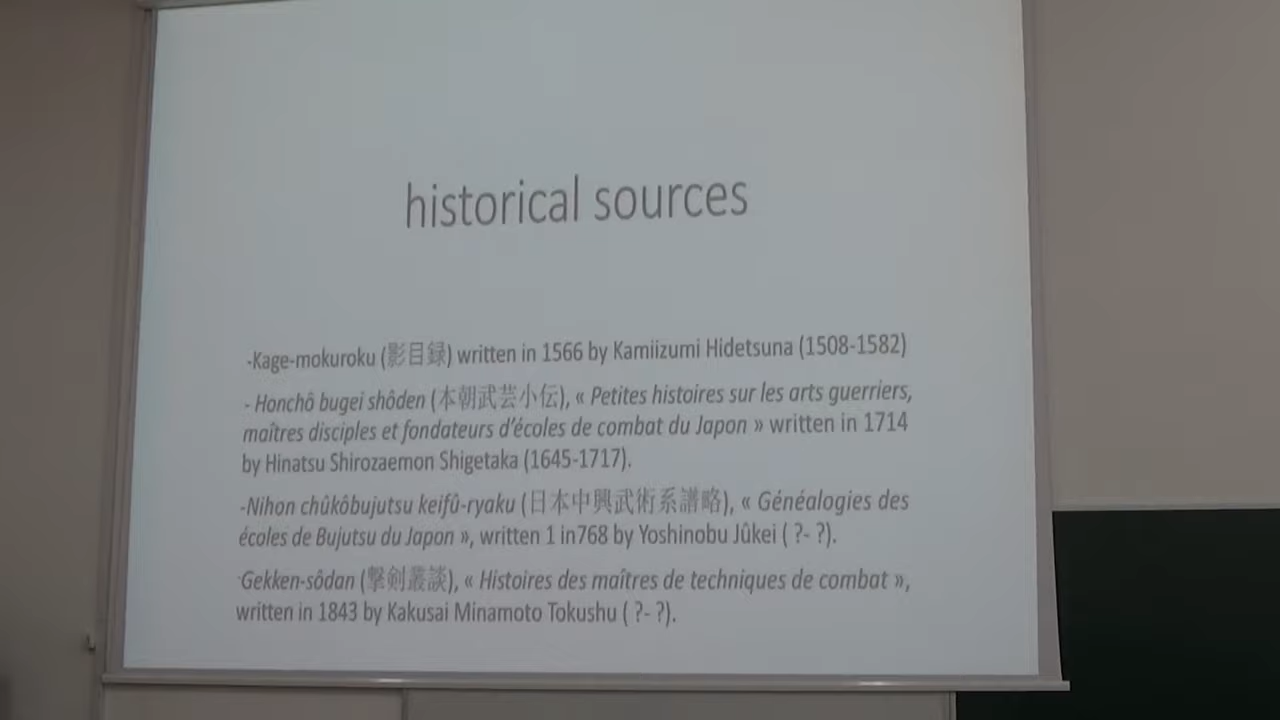 historical sources
-Kage-mokuroku (影目録) written in 1566 by Kamiizumi Hidetsuna (1508-1582)
- Honchô bugei shôden (本朝武芸小伝), « Petites histoires sur les arts guerriers,
maîtres disciples et fondateurs d'écoles de combat du Japon » written in 1714
by Hinatsu Shirozaemon Shigetaka (1645-1717).
-Nihon chûkôbujutsu keifû-ryaku (日本中興武術系譜略), « Généalogies des
écoles de Bujutsu du Japon », written 1 in768 by Yoshinobu Jûkei ( ?- ?).
-Gekken-sôdan (撃剣叢談), « Histoires des maîtres de techniques de combat »,
written in 1843 by Kakusai Minamoto Tokushu ( ?- ?).